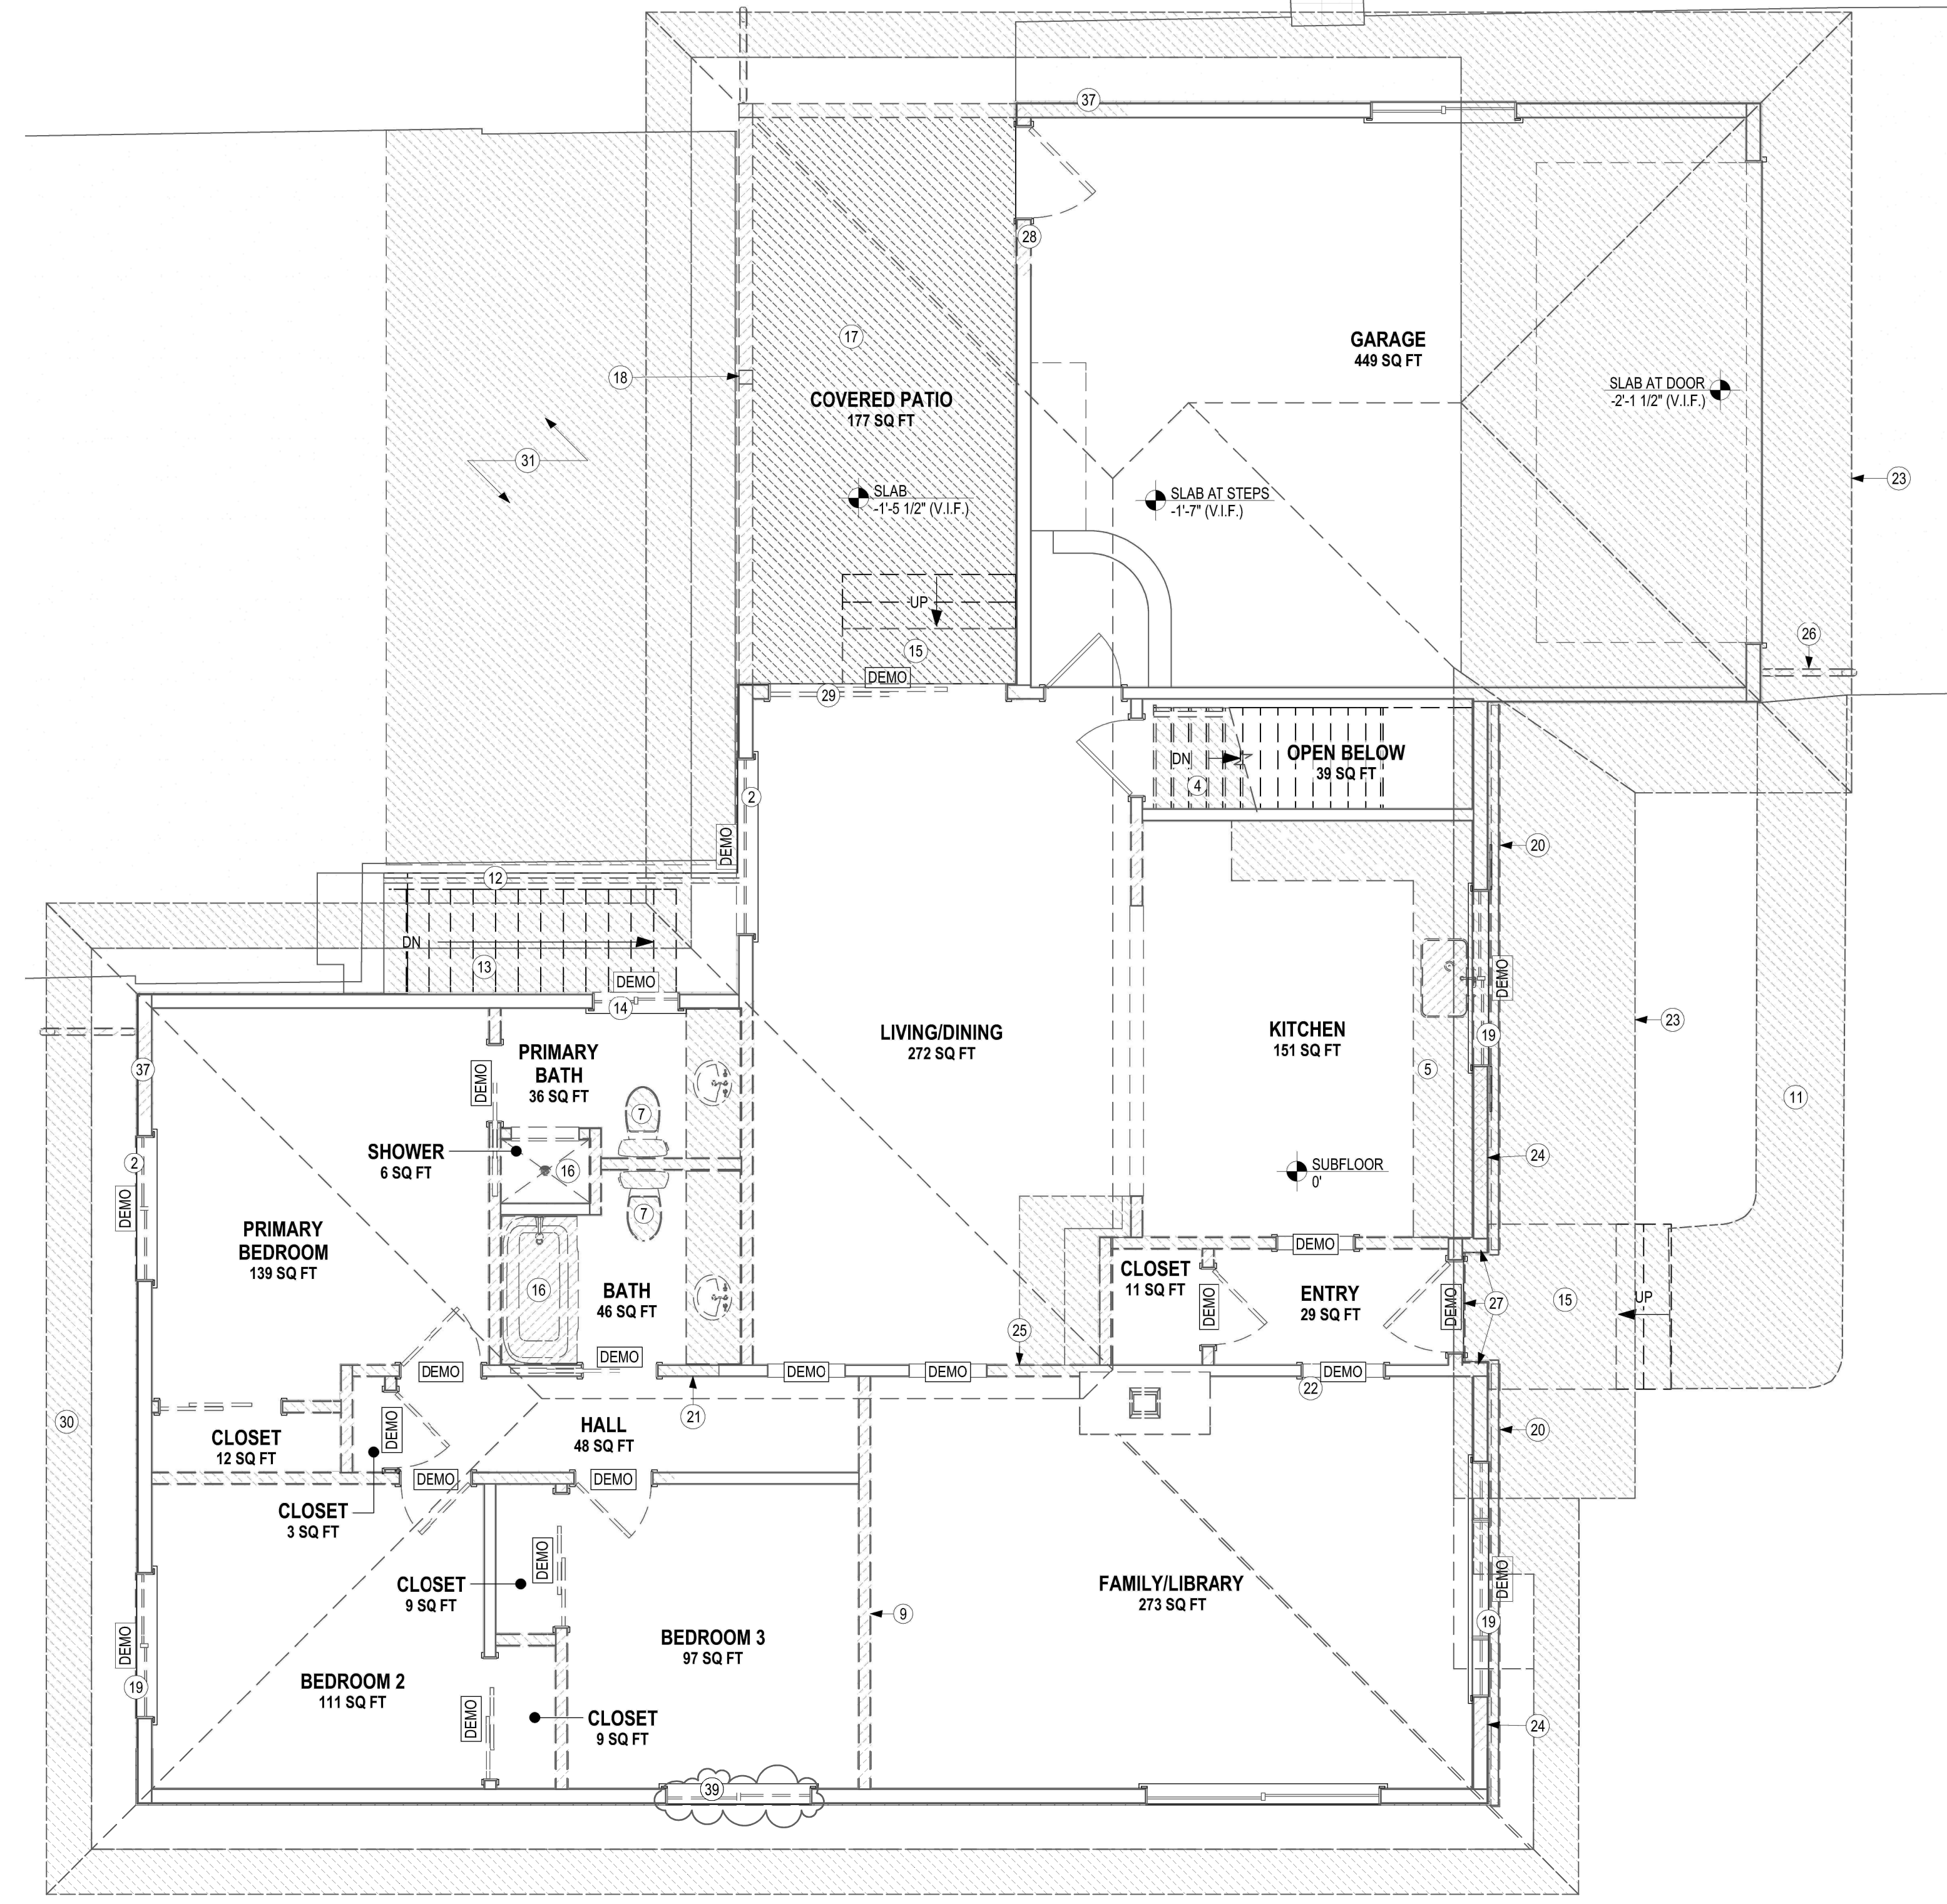 37
28
GARAGE
449 SQ FT
17
18
COVERED PATIO
177 SQ FT
SLAB AT DOOR
-2'-1 1/2" (V.I.F.)
31
23
SLAB
-1'-5 1/2" (V.I.F.)
SLAB AT STEPS
-1'-7" (V.I.F.)
UP
15
26
DEMO
29
OPEN BELOW
39 SQ FT
DN
4
2
DEMO
20
12
DN
13
DEMO
14
DEMO
19
LIVING/DINING
272 SQ FT
KITCHEN
151 SQ FT
23
37
PRIMARY
BATH
36 SQ FT
DEMO
5
11
7
SHOWER
6 SQ FT
16
2
DEMO
SUBFLOOR
0'
24
7
PRIMARY
BEDROOM
139 SQ FT
16
BATH
46 SQ FT
DEMO
CLOSET
11 SQ FT
DEMO
ENTRY
29 SQ FT
DEMO
27
15
UP
25
DEMO
DEMO
DEMO
DEMO
DEMO
22
21
30
DEMO
CLOSET
12 SQ FT
HALL
48 SQ FT
20
DEMO
DEMO
CLOSET
3 SQ FT
DEMO
CLOSET
9 SQ FT
FAMILY/LIBRARY
273 SQ FT
DEMO
19
9
BEDROOM 3
97 SQ FT
DEMO
19
BEDROOM 2
111 SQ FT
DEMO
CLOSET
9 SQ FT
24
39